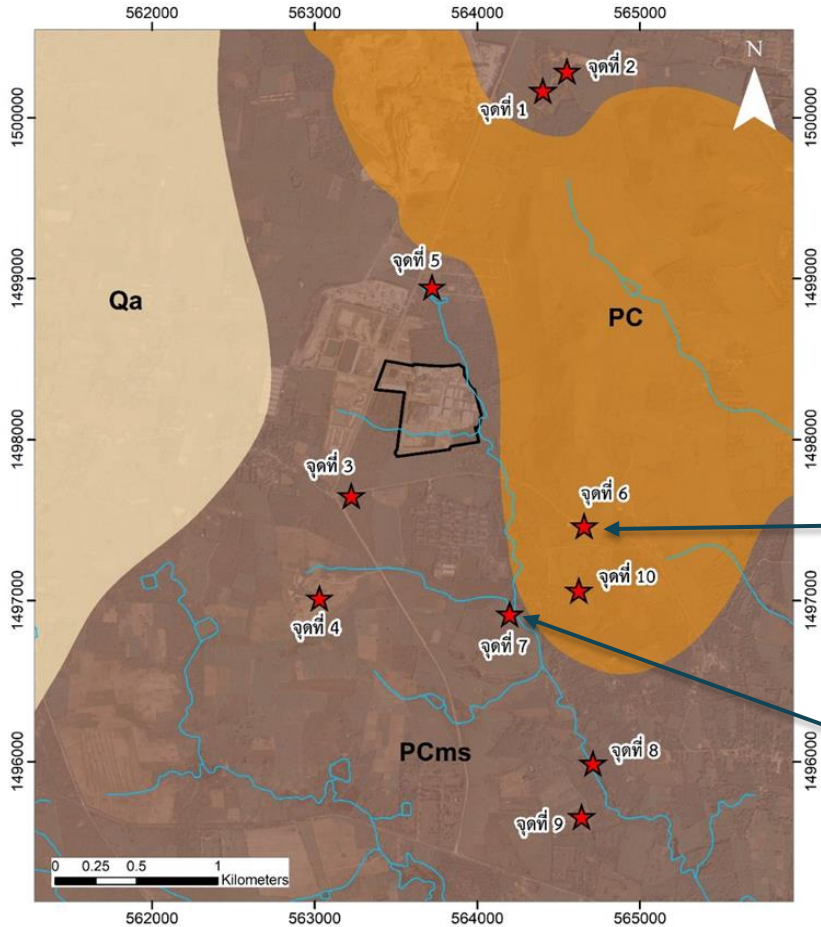 562000 563000 564000 565000
N
จุดที่ 2
จุดที่ 1
1500000 1500000
จุดที่ 5
1499000 1499000
Qa
PC
1498000 1498000
จุดที่ 3
จุดที่ 6
จุดที่ 10
1497000 1497000
จุดที่ 4
จุดที่ 7
PCms
จุดที่ 8
1496000 1496000
จุดที่ 9
0 0.25 0.5 1
Kilometers
562000 563000 564000 565000